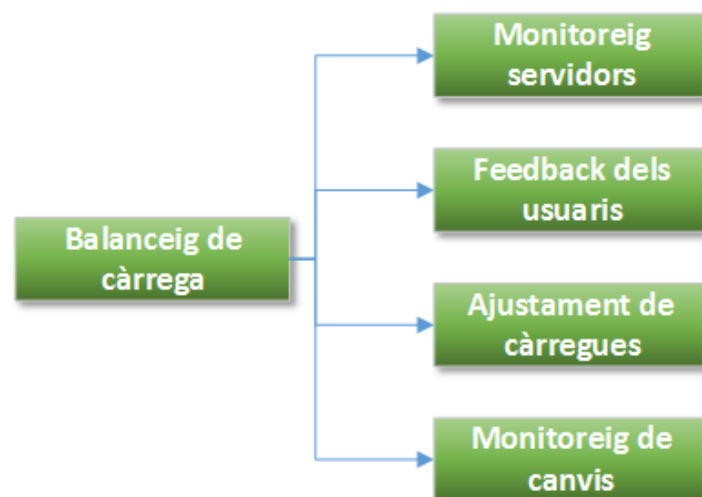 Monitoreig
servidors
Feedback dels
usuaris
Balanceig de
càrrega
Ajustament de
càrregues
Monitoreig de
canvis